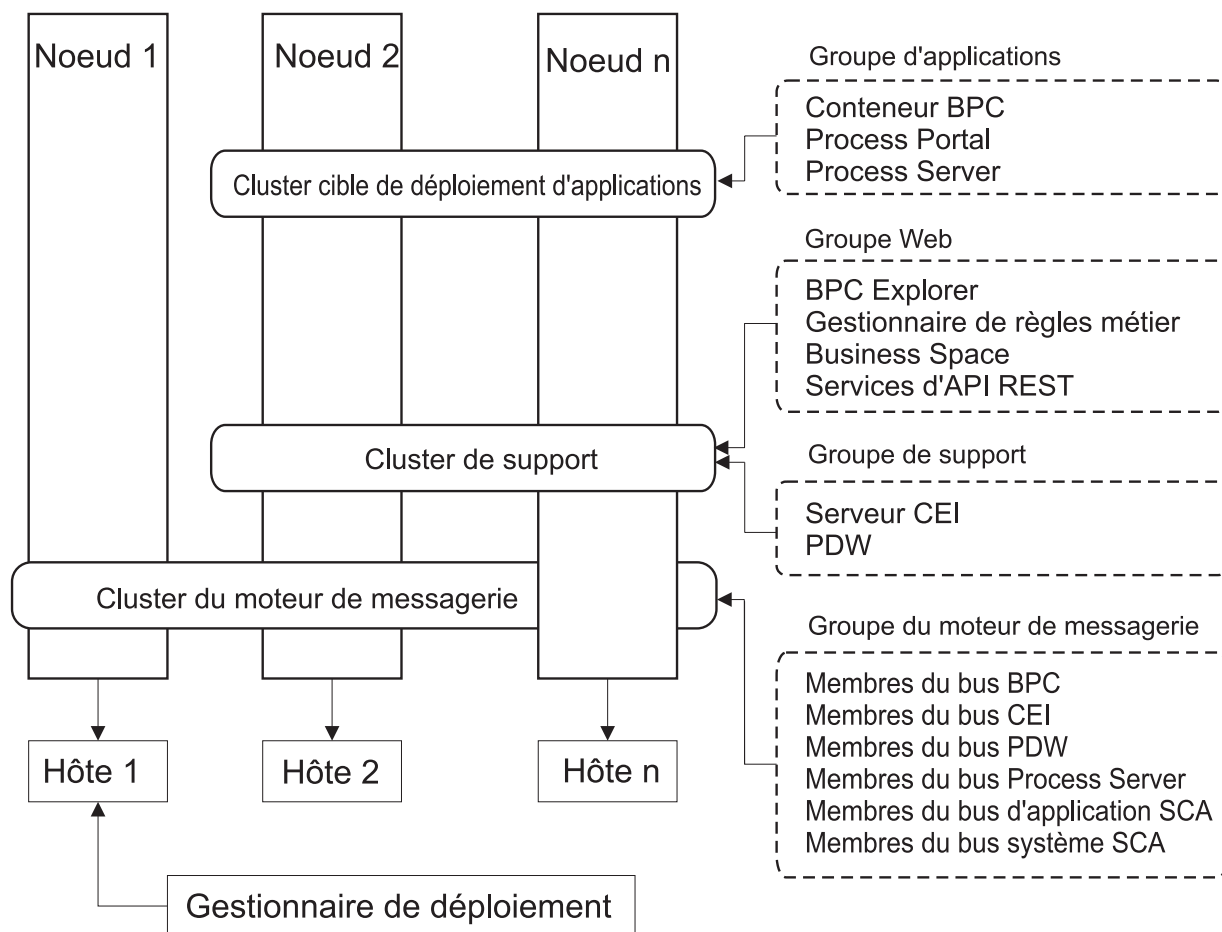 Noeud 1
Noeud 2
Noeud n
Cluster cible de déploiement d'applications
Cluster de support
Cluster du moteur de messagerie
Hôte 1
Hôte 2
Hôte n
Gestionnaire de déploiement
Groupe d'applications
Conteneur BPC
Process Portal
Process Server
Groupe Web
BPC Explorer
Gestionnaire de règles métier
Business Space
Services d'API REST
Groupe de support
Serveur CEI
PDW
Groupe du moteur de messagerie
Membres du bus BPC
Membres du bus CEI
Membres du bus PDW
Membres du bus Process Server
Membres du bus d'application SCA
Membres du bus système SCA